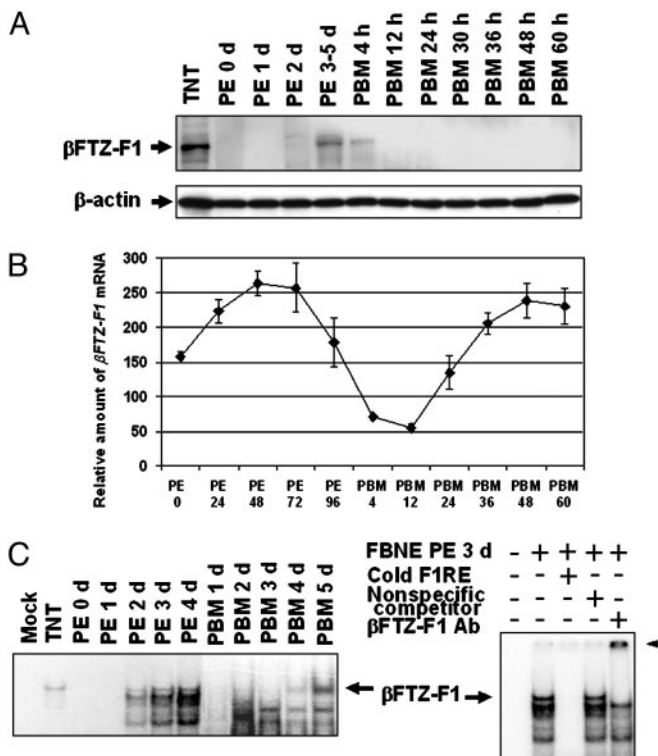 A
TNT
PE 0 d
PE 1 d
PE 2 d
PE 3-5 d
PBM 4 h
PBM 12 h
PBM 24 h
PBM 30 h
PBM 36 h
PBM 48 h
PBM 60 h
βFTZ-F1
β-actin
B
Relative amount of βFTZ-F1 mRNA
300
250
200
150
100
50
0
PE PE PE PE PE PBM PBM PBM PBM PBM PBM
0 24 48 72 96 4 12 24 36 48 60
C
Mock
TNT
PE 0 d
PE 1 d
PE 2 d
PE 3 d
PE 4 d
PBM 1 d
PBM 2 d
PBM 3 d
PBM 4 d
PBM 5 d
βFTZ-F1
FBNE PE 3 d - + + + +
Cold F1RE - - + - -
Nonspecific
competitor - - - + -
βFTZ-F1 Ab - - - - +